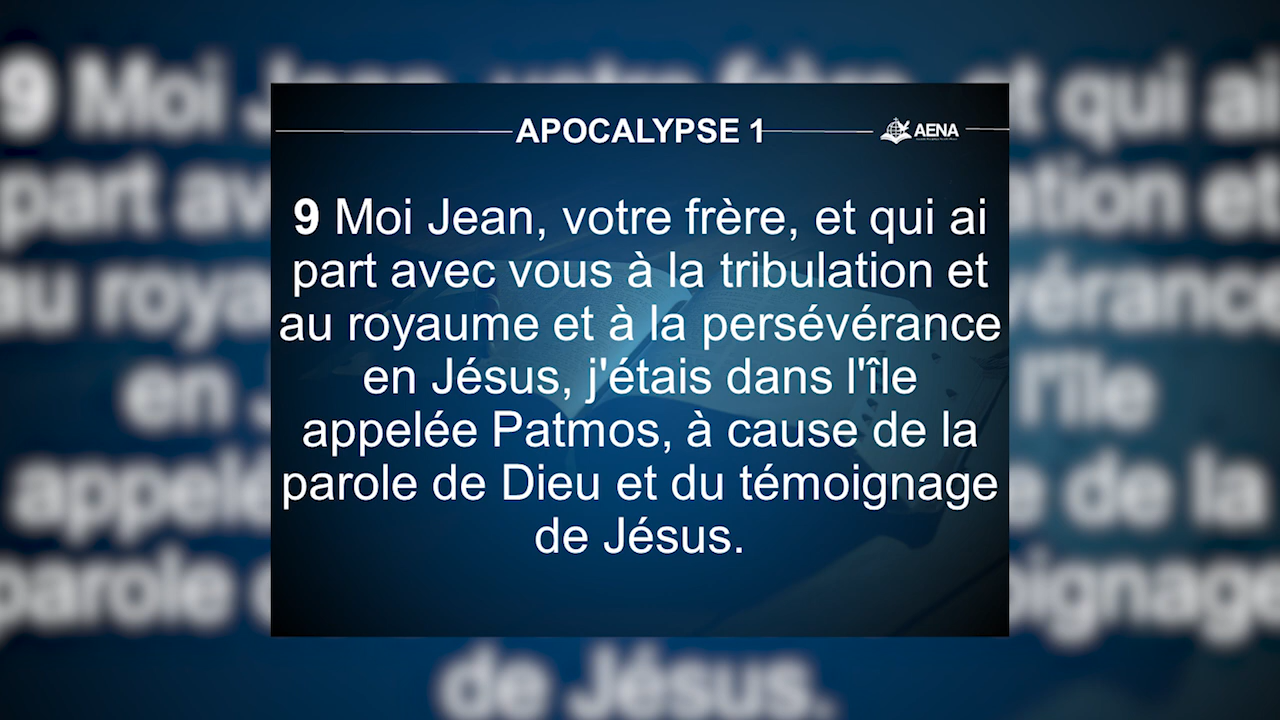 APOCALYPSE 1
AENA
9 Moi Jean, votre frère, et qui ai
part avec vous à la tribulation et
au royaume et à la persévérance
en Jésus, j'étais dans l'île
appelée Patmos, à cause de la
parole de Dieu et du témoignage
de Jésus.